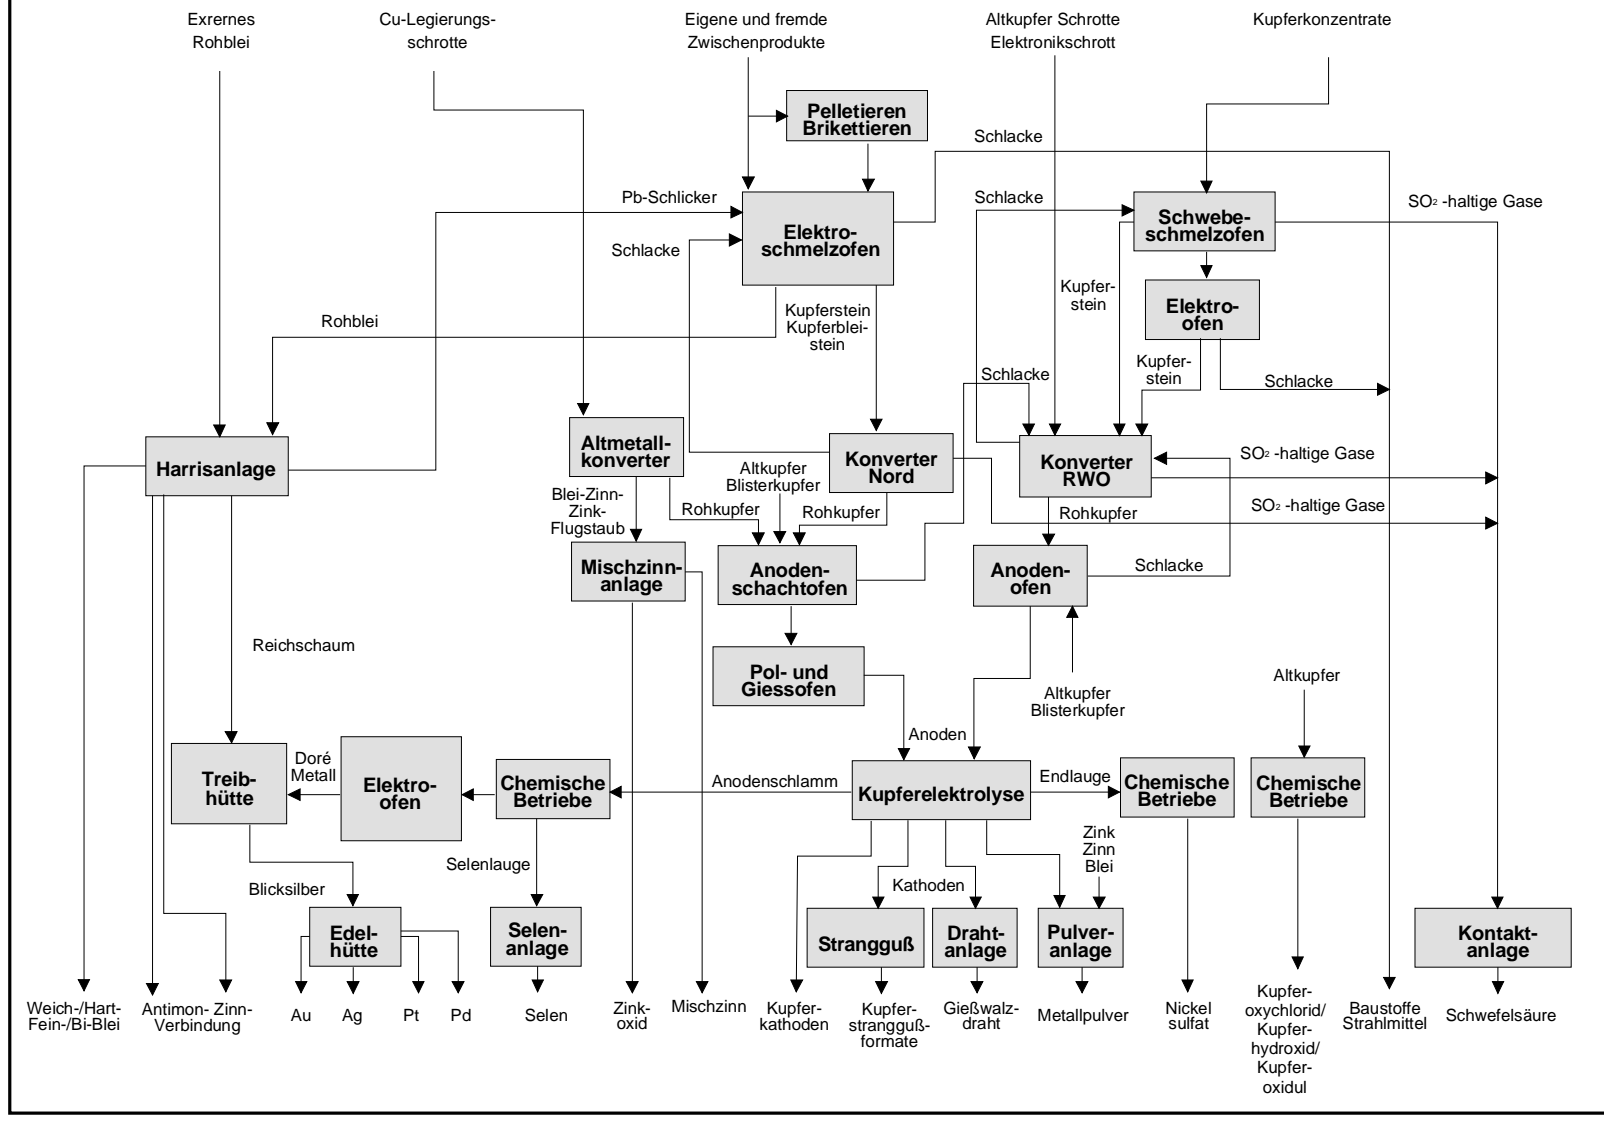 Exrernes
Rohblei
Cu-Legierungs-
schrotte
Eigene und fremde
Zwischenprodukte
Altkupfer Schrotte
Elektronikschrott
Kupferkonzentrate
Pelletieren
Brikettieren
Schlacke
Pb-Schlicker
Schlacke
Elektro-
schmelzofen
Schlacke
Schwebe-
schmelzofen
SO2 -haltige Gase
Kupfer-
stein
Elektro-
ofen
Rohblei
Kupferstein
Kupferblei-
stein
Kupfer-
stein
Schlacke
Schlacke
Harrisanlage
Altmetall-
konverter
Konverter
Nord
Konverter
RWO
SO2 -haltige Gase
Altkupfer
Blisterkupfer
Blei-Zinn-
Zink-
Flugstaub
Rohkupfer
Rohkupfer
Rohkupfer
SO2 -haltige Gase
Mischzinn-
anlage
Anoden-
schachtofen
Anoden-
ofen
Schlacke
Reichschaum
Pol- und
Giessofen
Altkupfer
Blisterkupfer
Altkupfer
Anoden
Treib-
hütte
Doré
Metall
Elektro-
ofen
Chemische
Betriebe
Anodenschlamm
Kupferelektrolyse
Endlauge
Chemische
Betriebe
Chemische
Betriebe
Zink
Zinn
Blei
Selenlauge
Blicksilber
Kathoden
Edel-
hütte
Selen-
anlage
Strangguß
Draht-
anlage
Pulver-
anlage
Kontakt-
anlage
Weich-/Hart-
Fein-/Bi-Blei
Antimon- Zinn-
Verbindung
Au
Ag
Pt
Pd
Selen
Zink-
oxid
Mischzinn
Kupfer-
kathoden
Kupfer-
strangguß-
formate
Gießwalz-
draht
Metallpulver
Nickel
sulfat
Kupfer-
oxychlorid/
Kupfer-
hydroxid/
Kupfer-
oxidul
Baustoffe
Strahlmittel
Schwefelsäure